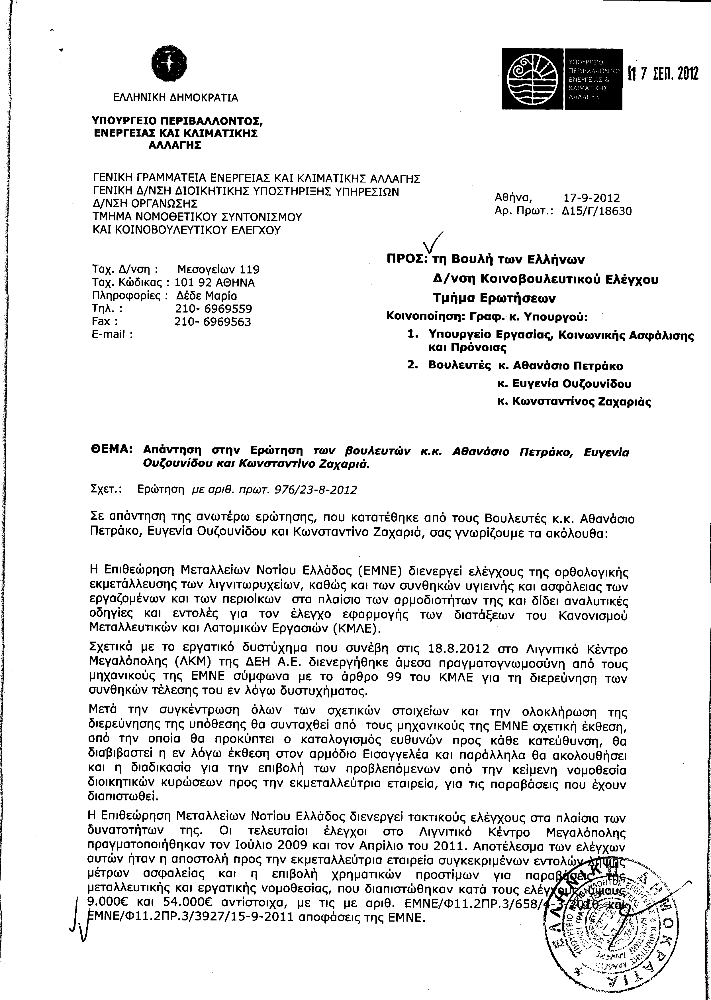 ΥΠΟΥΡΓΕΙΟ
ΠΕΡΙΒΑΛΛΟΝΤΟΣ
ΕΝΕΡΓΕΙΑΣ &
ΚΛΙΜΑΤΙΚΗΣ
ΑΛΛΑΓΗΣ
17 ΣΕΠ. 2012
ΕΛΛΗΝΙΚΗ ΔΗΜΟΚΡΑΤΙΑ
ΥΠΟΥΡΓΕΙΟ ΠΕΡΙΒΑΛΛΟΝΤΟΣ,
ΕΝΕΡΓΕΙΑΣ ΚΑΙ ΚΛΙΜΑΤΙΚΗΣ
ΑΛΛΑΓΗΣ
ΓΕΝΙΚΗ ΓΡΑΜΜΑΤΕΙΑ ΕΝΕΡΓΕΙΑΣ ΚΑΙ ΚΛΙΜΑΤΙΚΗΣ ΑΛΛΑΓΗΣ
ΓΕΝΙΚΗ Δ/ΝΣΗ ΔΙΟΙΚΗΤΙΚΗΣ ΥΠΟΣΤΗΡΙΞΗΣ ΥΠΗΡΕΣΙΩΝ
Δ/ΝΣΗ ΟΡΓΑΝΩΣΗΣ
ΤΜΗΜΑ ΝΟΜΟΘΕΤΙΚΟΥ ΣΥΝΤΟΝΙΣΜΟΥ
ΚΑΙ ΚΟΙΝΟΒΟΥΛΕΥΤΙΚΟΥ ΕΛΕΓΧΟΥ
Αθήνα, 17-9-2012
Αρ. Πρωτ.: Δ15/Γ/18630
Ταχ. Δ/νση : Μεσογείων 119
Ταχ. Κώδικας : 101 92 ΑΘΗΝΑ
Πληροφορίες : Δέδε Μαρία
Τηλ. : 210- 6969559
Fax : 210- 6969563
E-mail :
ΠΡΟΣ: τη Βουλή των Ελλήνων
Δ/νση Κοινοβουλευτικού Ελέγχου
Τμήμα Ερωτήσεων
Κοινοποίηση: Γραφ. κ. Υπουργού:
1. Υπουργείο Εργασίας, Κοινωνικής Ασφάλισης
και Πρόνοιας
2. Βουλευτές κ. Αθανάσιο Πετράκο
κ. Ευγενία Ουζουνίδου
κ. Κωνσταντίνος Ζαχαριάς
ΘΕΜΑ: Απάντηση στην Ερώτηση των βουλευτών κ.κ. Αθανάσιο Πετράκο, Ευγενία
Ουζουνίδου και Κωνσταντίνο Ζαχαριά.
Σχετ.: Ερώτηση με αριθ. πρωτ. 976/23-8-2012
Σε απάντηση της ανωτέρω ερώτησης, που κατατέθηκε από τους Βουλευτές κ.κ. Αθανάσιο
Πετράκο, Ευγενία Ουζουνίδου και Κωνσταντίνο Ζαχαριά, σας γνωρίζουμε τα ακόλουθα:
Η Επιθεώρηση Μεταλλείων Νοτίου Ελλάδος (ΕΜΝΕ) διενεργεί ελέγχους της ορθολογικής
εκμετάλλευσης των λιγνιτωρυχείων, καθώς και των συνθηκών υγιεινής και ασφάλειας των
εργαζομένων και των περιοίκων στα πλαίσιο των αρμοδιοτήτων της και δίδει αναλυτικές
οδηγίες και εντολές για τον έλεγχο εφαρμογής των διατάξεων του Κανονισμού
Μεταλλευτικών και Λατομικών Εργασιών (ΚΜΛΕ).
Σχετικά με το εργατικό δυστύχημα που συνέβη στις 18.8.2012 στο Λιγνιτικό Κέντρο
Μεγαλόπολης (ΛΚΜ) της ΔΕΗ Α.Ε. διενεργήθηκε άμεσα πραγματογνωμοσύνη από τους
μηχανικούς της ΕΜΝΕ σύμφωνα με το άρθρο 99 του ΚΜΛΕ για τη διερεύνηση των
συνθηκών τέλεσης του εν λόγω δυστυχήματος.
Μετά την συγκέντρωση όλων των σχετικών στοιχείων και την ολοκλήρωση της
διερεύνησης της υπόθεσης θα συνταχθεί από τους μηχανικούς της ΕΜΝΕ σχετική έκθεση,
από την οποία θα προκύπτει ο καταλογισμός ευθυνών προς κάθε κατεύθυνση, θα
διαβιβαστεί η εν λόγω έκθεση στον αρμόδιο Εισαγγελέα και παράλληλα θα ακολουθήσει
και η διαδικασία για την επιβολή των προβλεπόμενων από την κείμενη νομοθεσία
διοικητικών κυρώσεων προς την εκμεταλλεύτρια εταιρεία, για τις παραβάσεις που έχουν
διαπιστωθεί.
Η Επιθεώρηση Μεταλλείων Νοτίου Ελλάδος διενεργεί τακτικούς ελέγχους στα πλαίσια των
δυνατοτήτων της. Οι τελευταίοι έλεγχοι στο Λιγνιτικό Κέντρο Μεγαλόπολης
πραγματοποιήθηκαν τον Ιούλιο 2009 και τον Απρίλιο του 2011. Αποτέλεσμα των ελέγχων
αυτών ήταν η αποστολή προς την εκμεταλλεύτρια εταιρεία συγκεκριμένων εντολών λήψης
μέτρων ασφαλείας και η επιβολή χρηματικών προστίμων για παραβάσεις της
μεταλλευτικής και εργατικής νομοθεσίας, που διαπιστώθηκαν κατά τους ελέγχους, ύψους
9.000€ και 54.000€ αντίστοιχα, με τις με αριθ. ΕΜΝΕ/Φ11.2ΠΡ.3/658/4-3-2010 και
ΕΜΝΕ/Φ11.2ΠΡ.3/3927/15-9-2011 αποφάσεις της ΕΜΝΕ.
ΕΛΛΗΝΙΚΗ ΔΗΜΟΚΡΑΤΙΑ